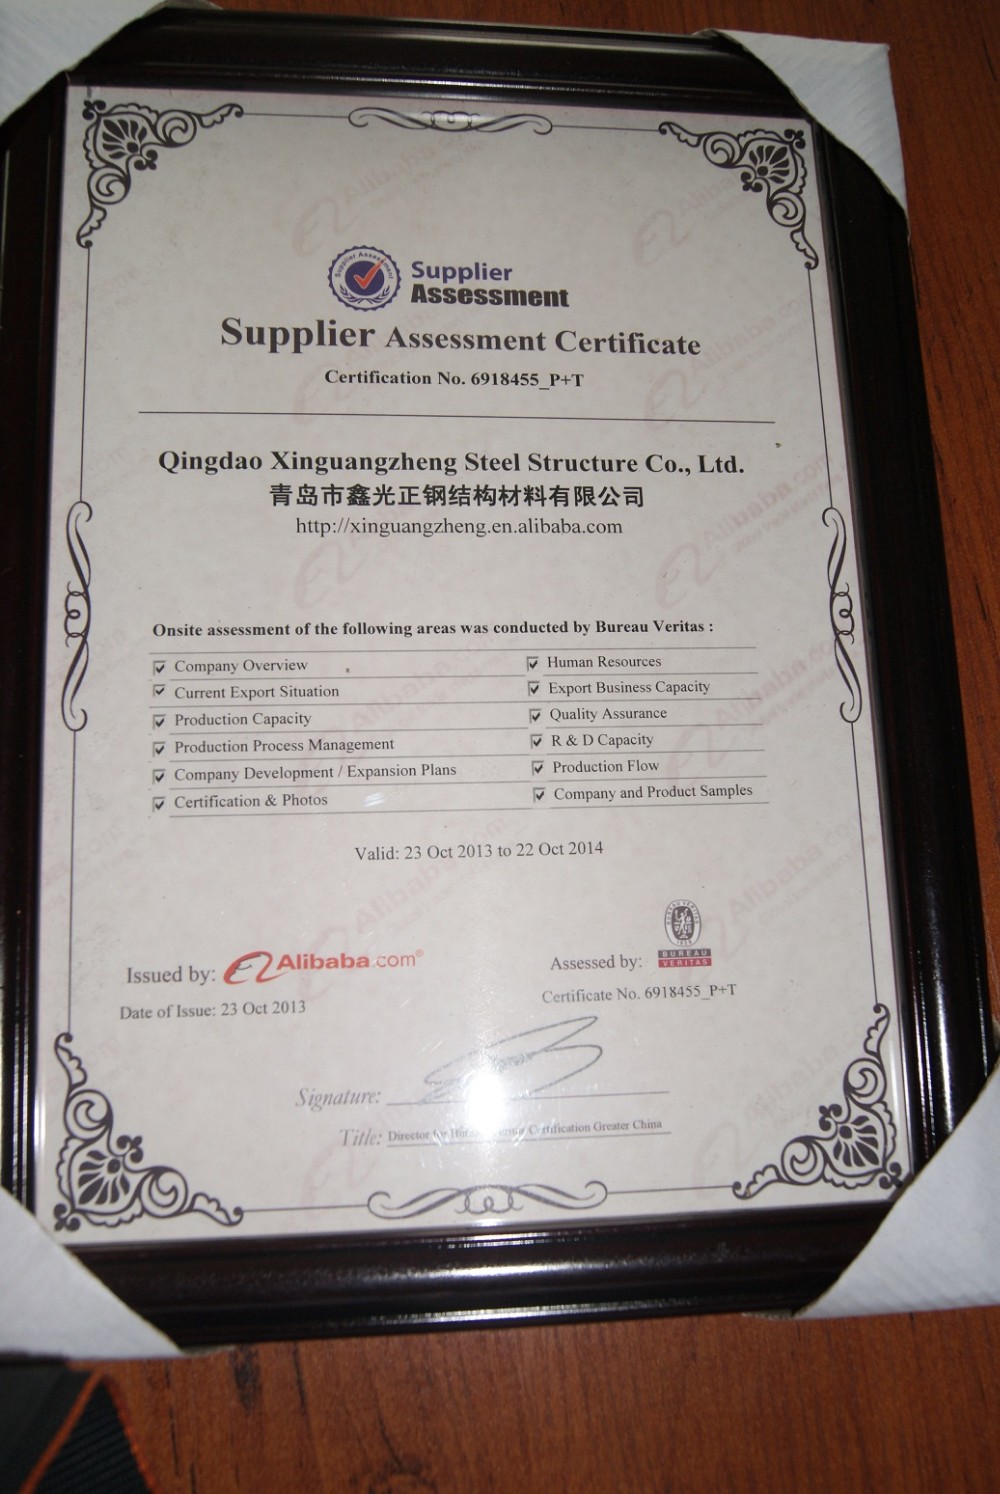 Supplier Assessment
Supplier
Assessment
Supplier Assessment Certificate
Certification No. 6918455_P+T
Qingdao Xinguangzheng Steel Structure Co., Ltd.
青岛市鑫光正钢结构材料有限公司
http://xinguangzheng.en.alibaba.com
Onsite assessment of the following areas was conducted by Bureau Veritas :
Company Overview
Human Resources
Current Export Situation
Export Business Capacity
Production Capacity
Quality Assurance
Production Process Management
R & D Capacity
Company Development / Expansion Plans
Production Flow
Certification & Photos
Company and Product Samples
Valid: 23 Oct 2013 to 22 Oct 2014
Issued by: Alibaba.com®
Assessed by: BUREAU VERITAS
Date of Issue: 23 Oct 2013
Certificate No. 6918455_P+T
Signature:
Title: Director for Certification Greater China